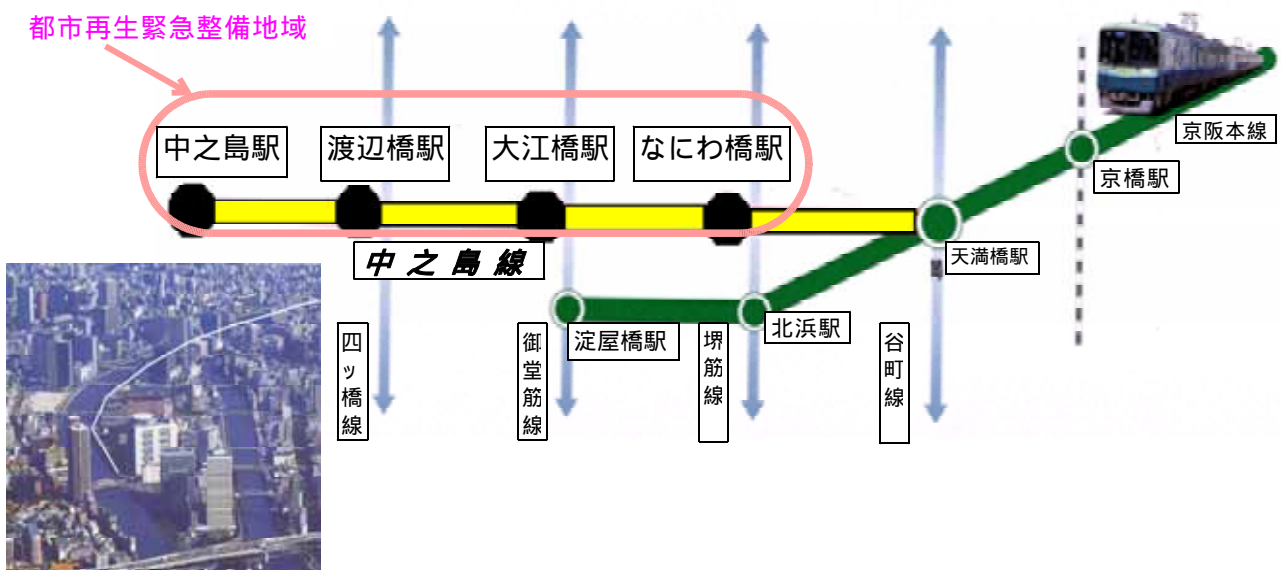 都市再生緊急整備地域
中之島駅
渡辺橋駅
大江橋駅
なにわ橋駅
京阪本線
京橋駅
天満橋駅
中之島線
淀屋橋駅
北浜駅
四ッ橋線
御堂筋線
堺筋線
谷町線